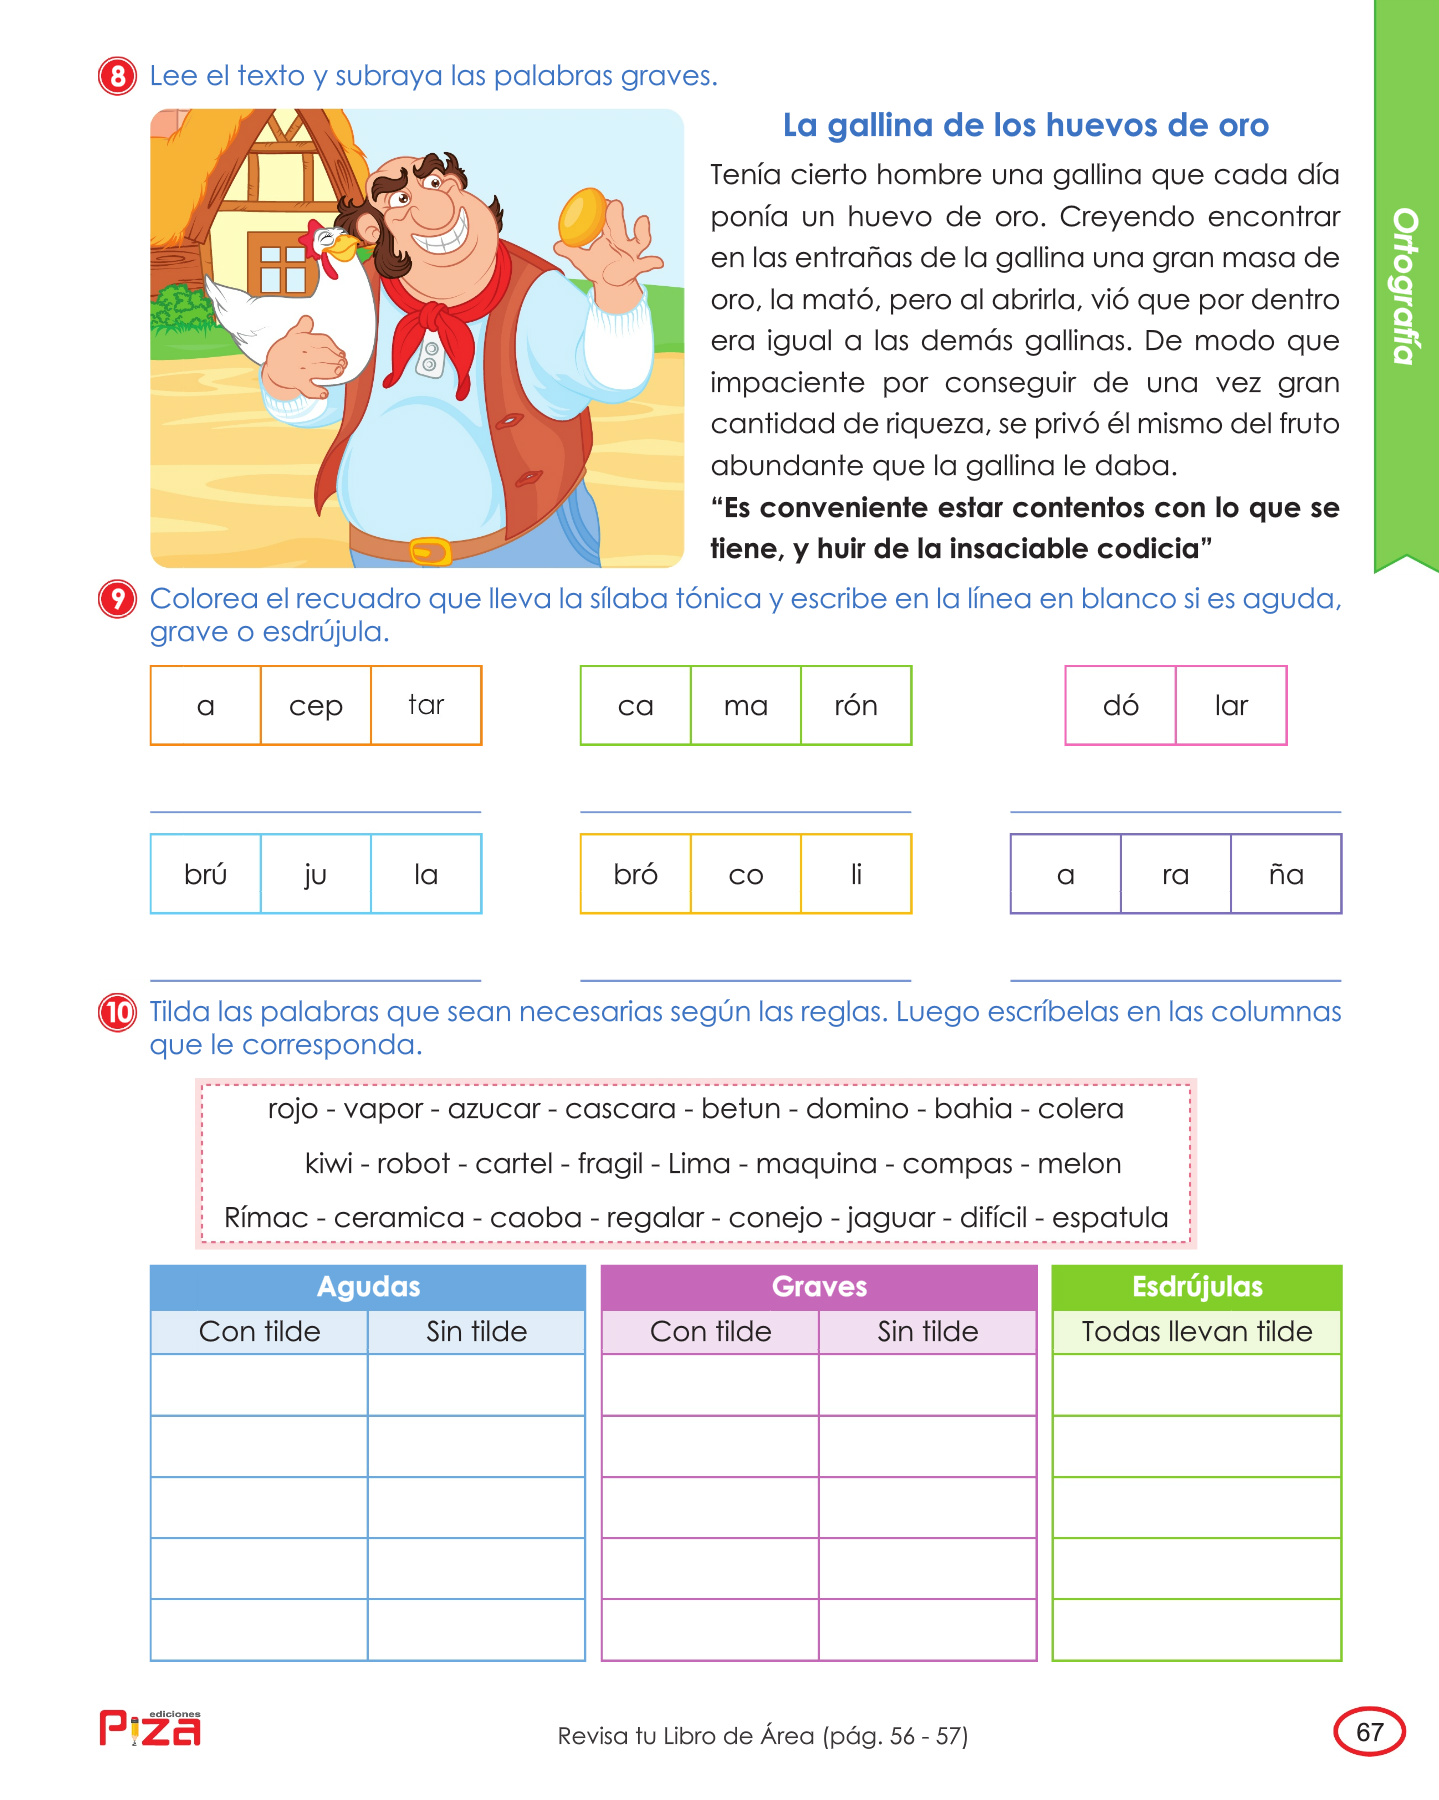 8 Lee el texto y subraya las palabras graves.
La gallina de los huevos de oro
Tenía cierto hombre una gallina que cada día
ponía un huevo de oro. Creyendo encontrar
en las entrañas de la gallina una gran masa de
oro, la mató, pero al abrirla, vió que por dentro
era igual a las demás gallinas. De modo que
impaciente por conseguir de una vez gran
cantidad de riqueza, se privó él mismo del fruto
abundante que la gallina le daba.
“Es conveniente estar contentos con lo que se
tiene, y huir de la insaciable codicia”
Ortografía
9 Colorea el recuadro que lleva la sílaba tónica y escribe en la línea en blanco si es aguda,
grave o esdrújula.
a cep tar ca ma rón dó lar
brú ju la bró co li a ra ña
10 Tilda las palabras que sean necesarias según las reglas. Luego escríbelas en las columnas
que le corresponda.
rojo - vapor - azucar - cascara - betun - domino - bahia - colera
kiwi - robot - cartel - fragil - Lima - maquina - compas - melon
Rímac - ceramica - caoba - regalar - conejo - jaguar - difícil - espatula
Agudas Graves Esdrújulas
Con tilde Sin tilde Con tilde Sin tilde Todas llevan tilde
ediciones
Piza
Revisa tu Libro de Área (pág. 56 - 57)
67